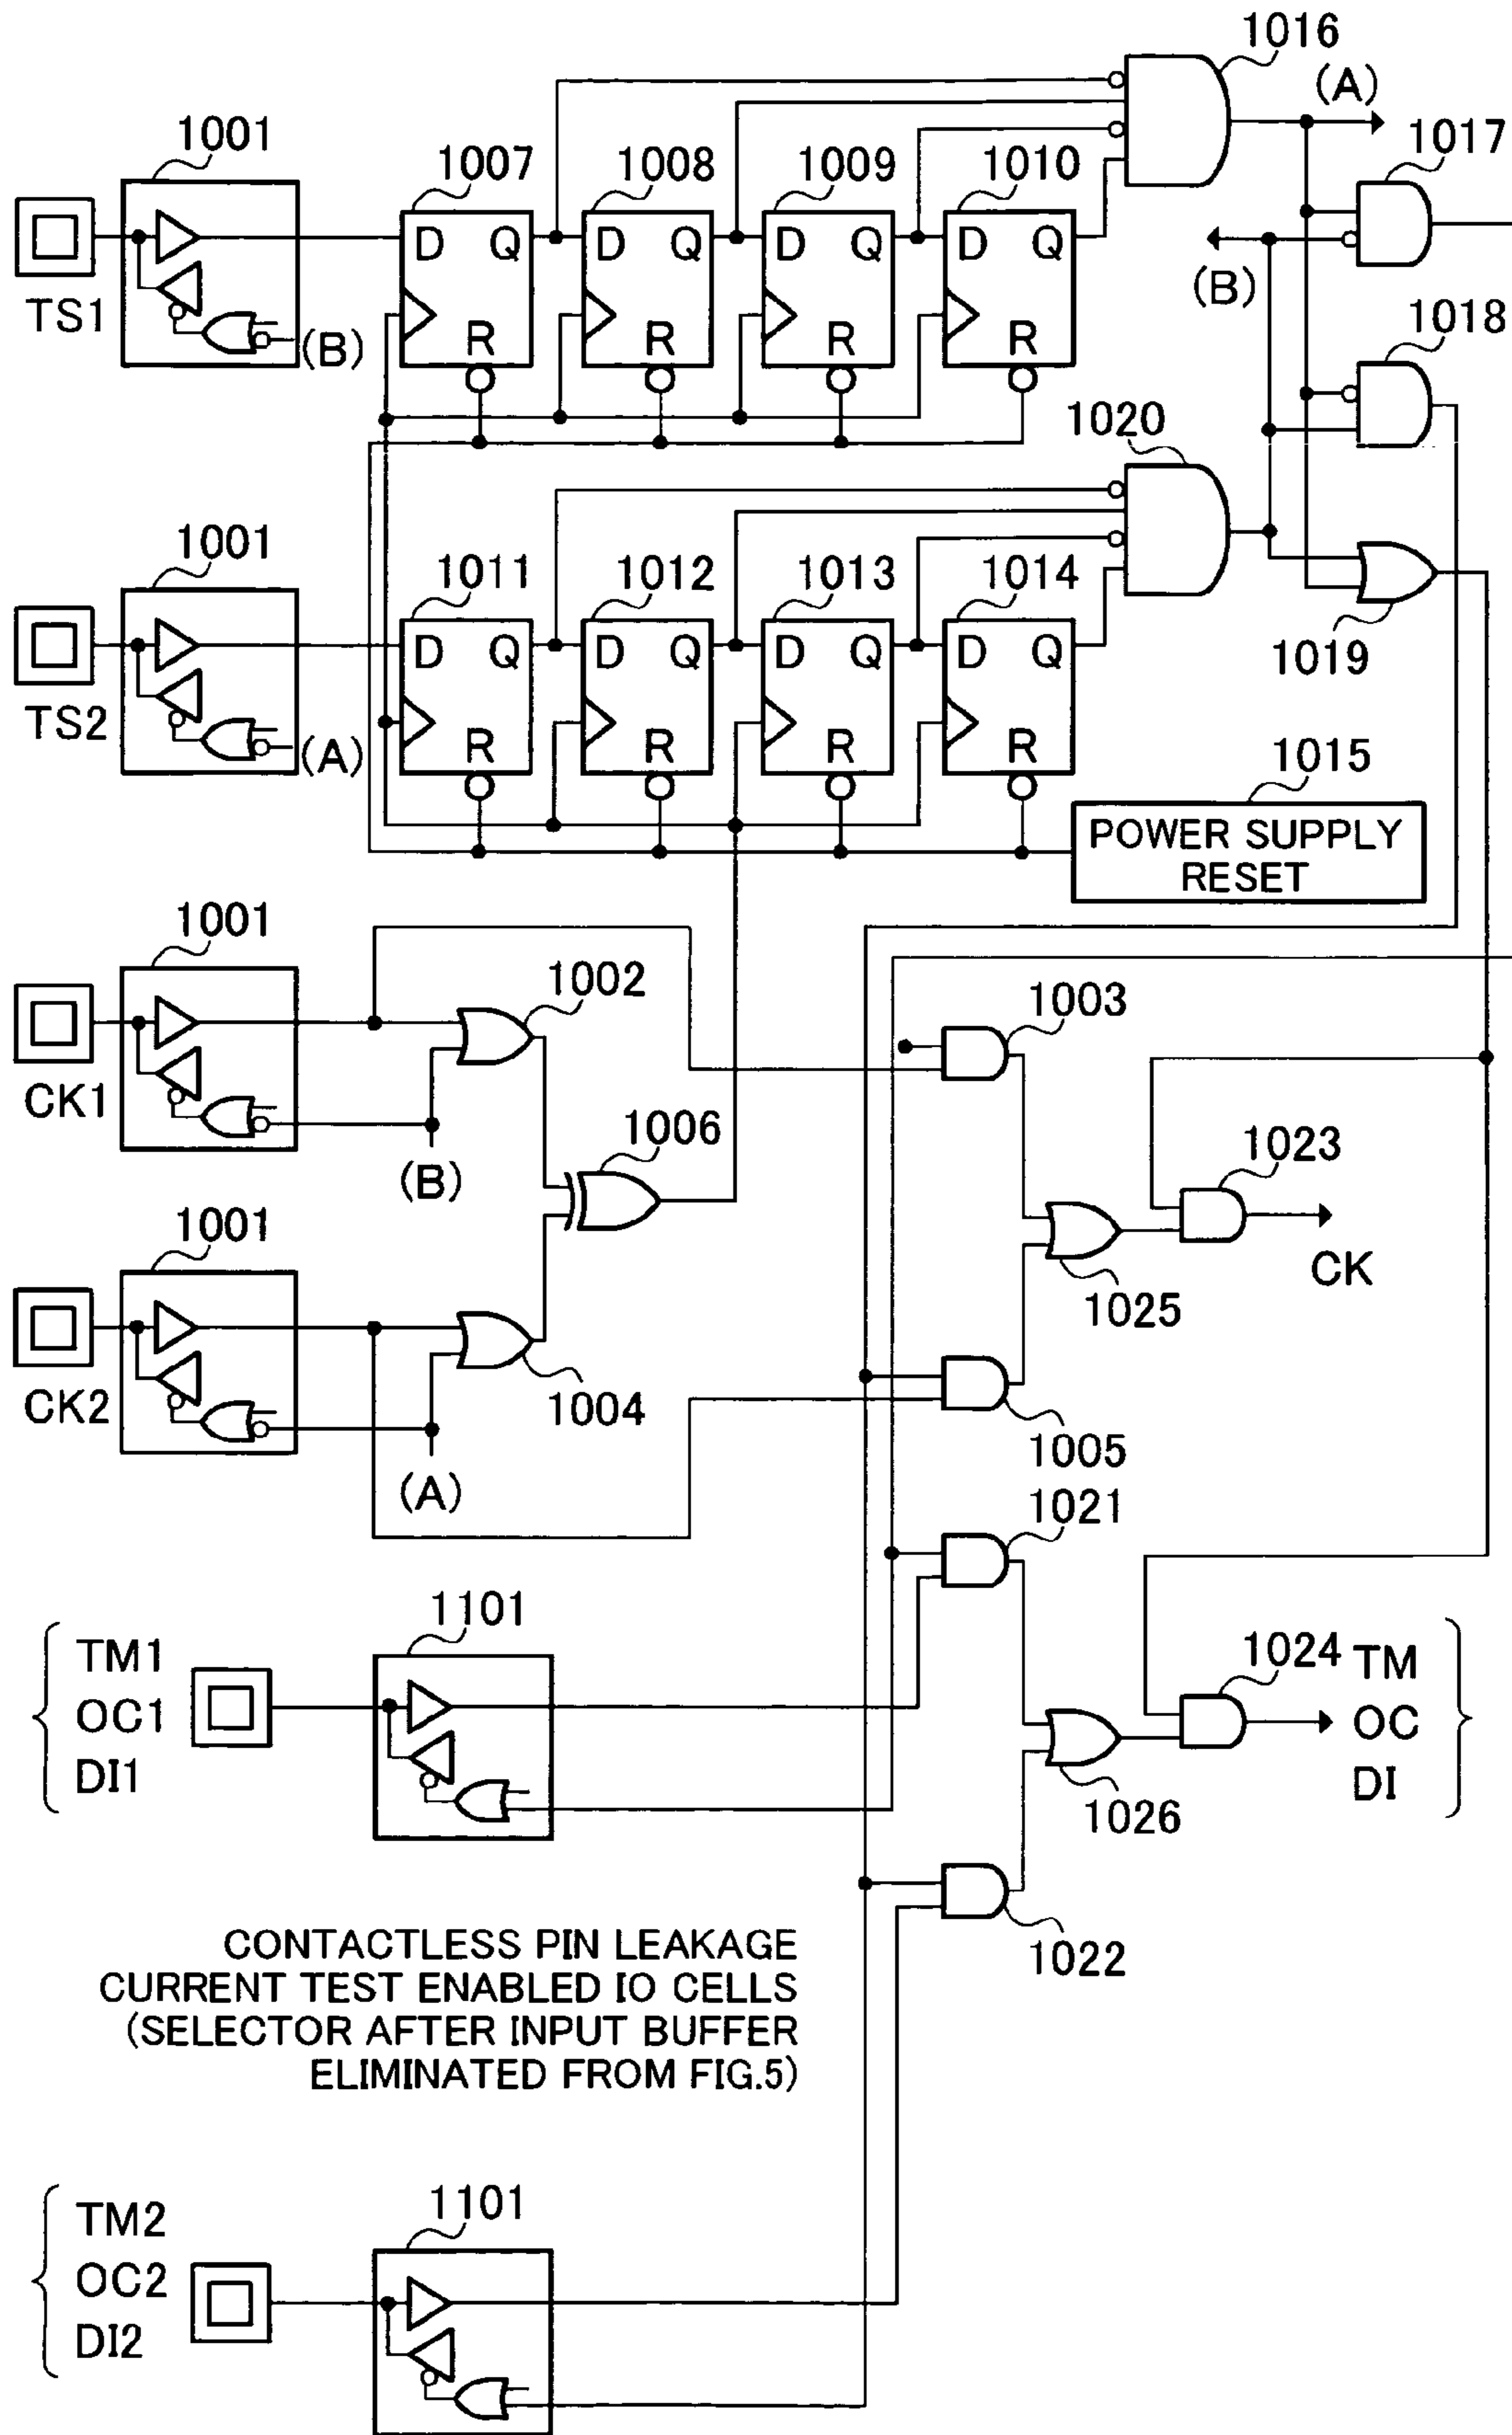 1016
(A)
1001
1007
1008
1009
1010
1017
TS1
D Q
D Q
D Q
D Q
R
R
R
R
(B)
(B)
1018
1020
1001
1011
1012
1013
1014
1019
TS2
D Q
D Q
D Q
D Q
R
R
R
R
(A)
1015
POWER SUPPLY
RESET
1001
1002
1003
CK1
(B)
1006
1023
1001
CK
1025
CK2
1004
1005
(A)
1021
1101
TM1
OC1
DI1
1024
TM
OC
DI
1026
1022
CONTACTLESS PIN LEAKAGE
CURRENT TEST ENABLED IO CELLS
(SELECTOR AFTER INPUT BUFFER
ELIMINATED FROM FIG.5)
1101
TM2
OC2
DI2